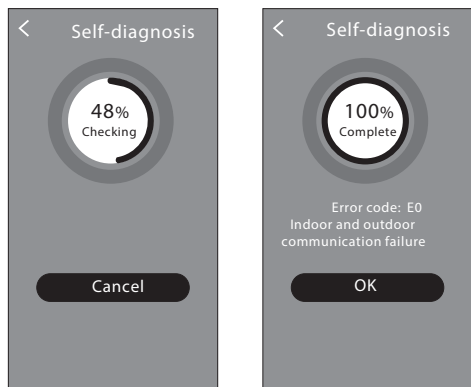 Self-diagnosis
48%
Checking
Cancel
Self-diagnosis
100%
Complete
Error code: E0
Indoor and outdoor
communication failure
OK